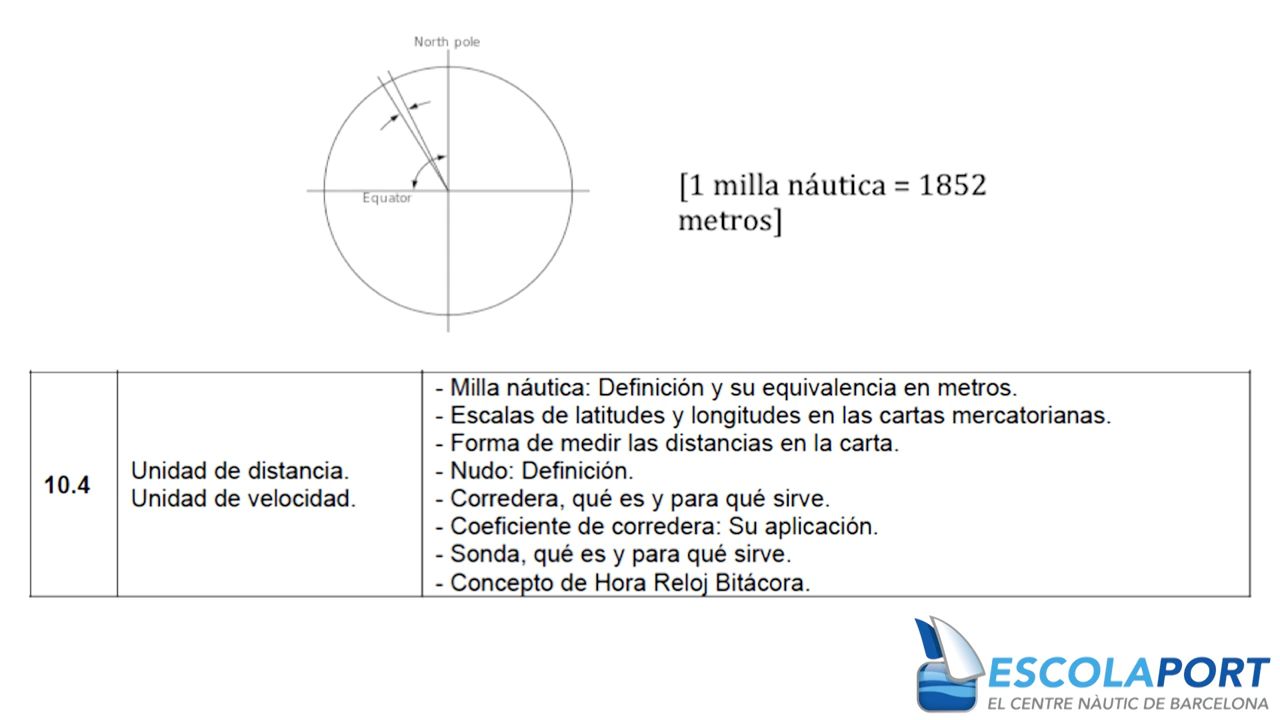 North pole
Equator
[1 milla náutica = 1852
metros]
10.4
Unidad de distancia.
Unidad de velocidad.
- Milla náutica: Definición y su equivalencia en metros.
- Escalas de latitudes y longitudes en las cartas mercatorianas.
- Forma de medir las distancias en la carta.
- Nudo: Definición.
- Corredera, qué es y para qué sirve.
- Coeficiente de corredera: Su aplicación.
- Sonda, qué es y para qué sirve.
- Concepto de Hora Reloj Bitácora.
ESCOLAPORT
EL CENTRE NÀUTIC DE BARCELONA